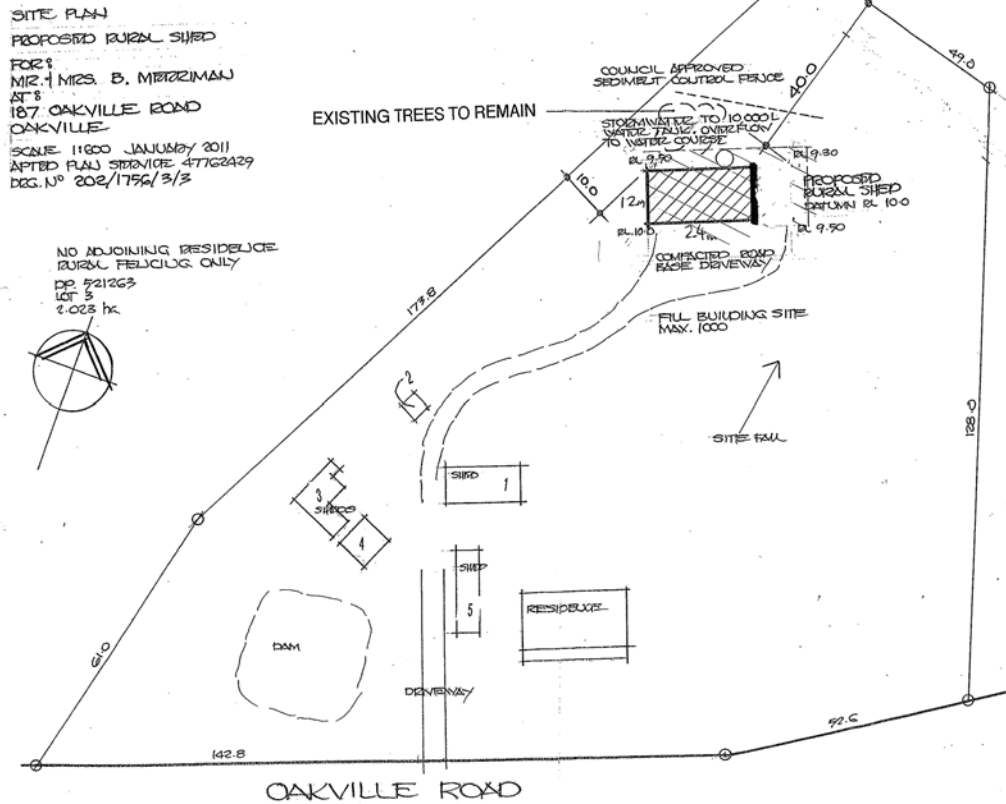 SITE PLAN
PROPOSED RURAL SHED
FOR:
MR. & MRS. B. MERRIMAN
AT:
187 OAKVILLE ROAD
OAKVILLE
SCALE 1:1800 JANUARY 2011
APTED PLAN SERVICE 47762429
DRG. Nº 202/1756/3/3
NO ADJOINING RESIDENCE
RURAL FENCING ONLY
DP. 521263
LOT 3
2.023 ha
EXISTING TREES TO REMAIN
COUNCIL APPROVED
SEDIMENT CONTROL FENCE
STORMWATER TO 10,000 L
WATER TANK. OVERFLOW
TO WATER COURSE
40.0
49.0
RL 9.50
RL 9.30
10.0
12m
PROPOSED
RURAL SHED
DATUMN RL 10.0
RL 10.0
24m
RL 9.50
COMPACTED ROAD
BASE DRIVEWAY
FILL BUILDING SITE
MAX. 1000
173.8
2
SITE FALL
128.0
SHED
1
3
SHEDS
4
SHED
5
RESIDENCE
DAM
61.0
DRIVEWAY
142.8
52.6
OAKVILLE ROAD